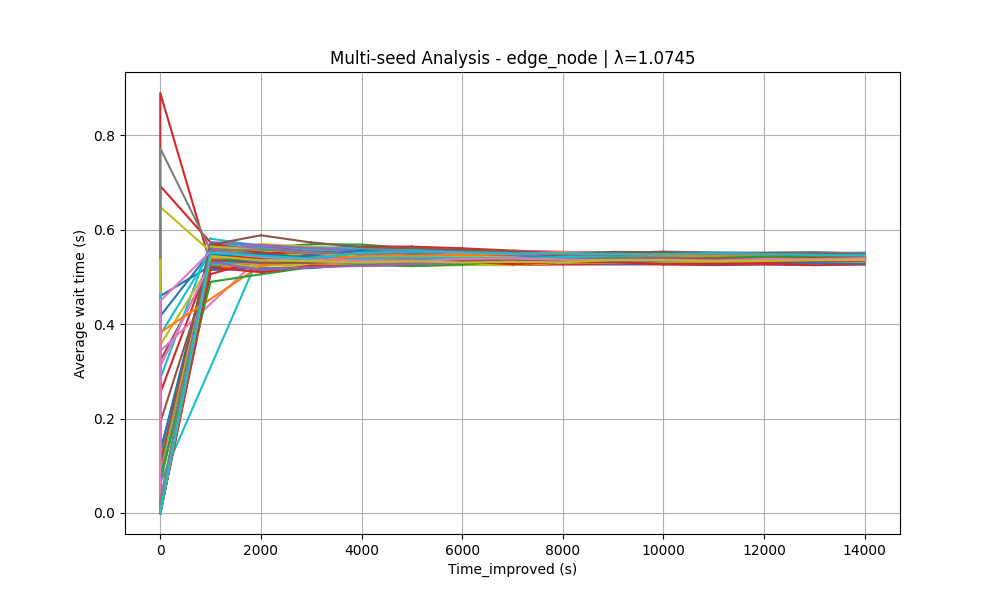 Multi-seed Analysis - edge_node | λ=1.0745
Average wait time (s)
0.8
0.6
0.4
0.2
0.0
0 2000 4000 6000 8000 10000 12000 14000
Time_improved (s)